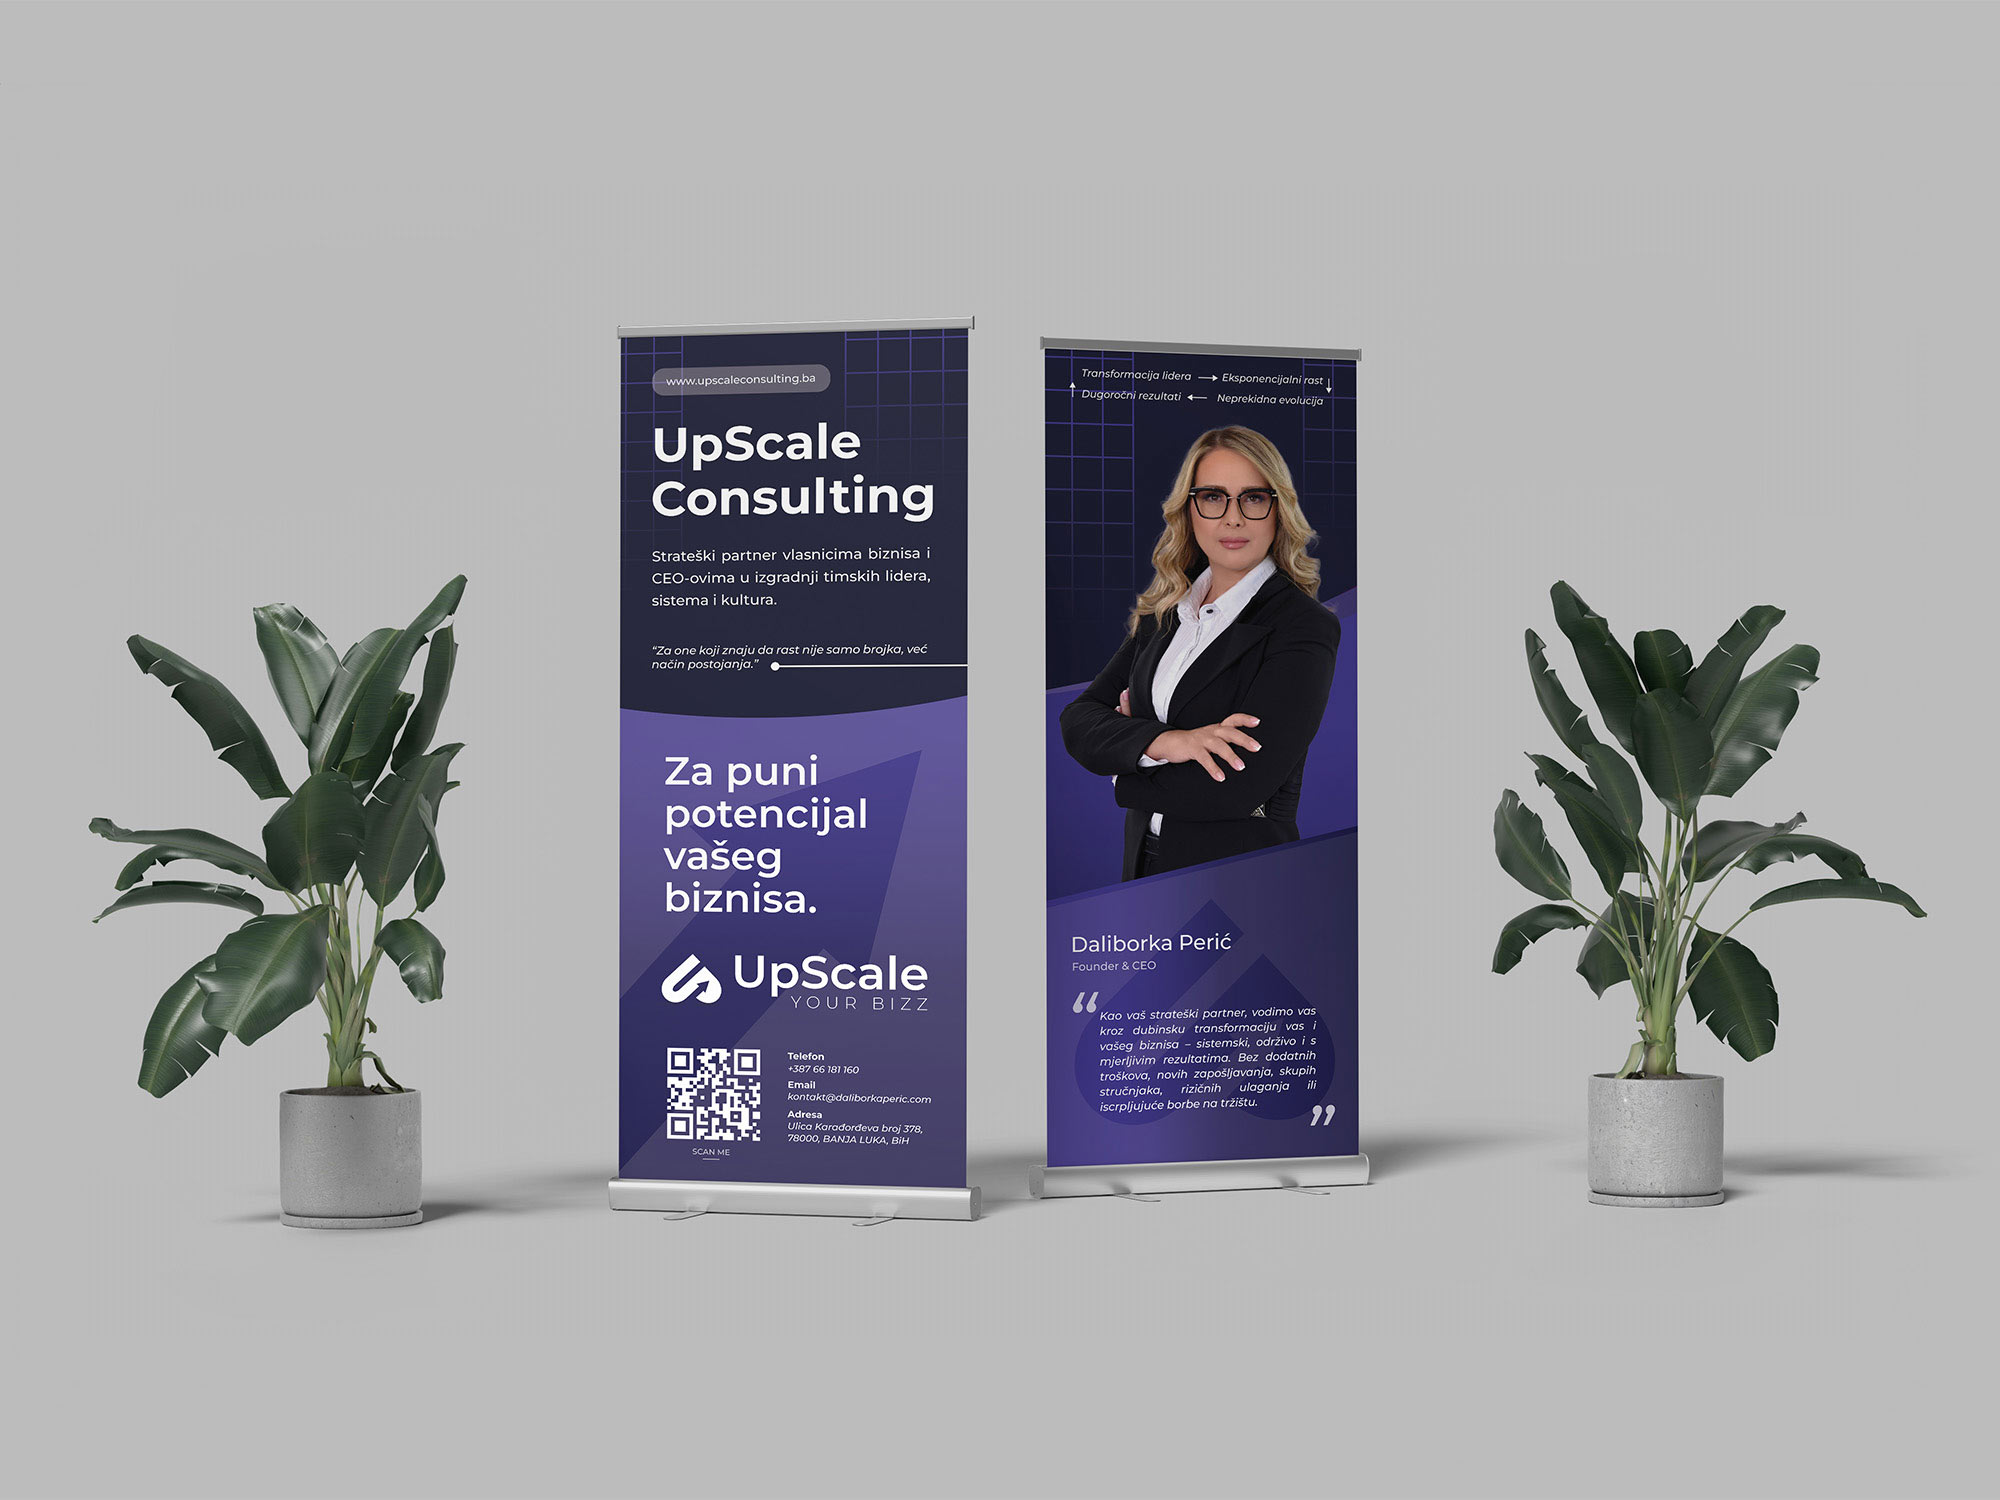 www.upscaleconsulting.ba
UpScale
Consulting
Strateški partner vlasnicima biznisa i
CEO-ovima u izgradnji timskih lidera,
sistema i kultura.
“Za one koji znaju da rast nije samo brojka, već
način postojanja.”
Za puni
potencijal
vašeg
biznisa.
UpScale
YOUR BIZZ
SCAN ME
Telefon
+387 66 181 160
Email
kontakt@daliborkaperic.com
Adresa
Ulica Karađorđeva broj 378,
78000, BANJA LUKA, BiH
Transformacija lidera → Eksponencijalni rast ↓
↑ Dugoročni rezultati ← Neprekidna evolucija
Daliborka Perić
Founder & CEO
“Kao vaš strateški partner, vodimo vas
kroz dubinsku transformaciju vas i
vašeg biznisa – sistemski, održivo i s
mjerljivim rezultatima. Bez dodatnih
troškova, novih zapošljavanja, skupih
stručnjaka, rizičnih ulaganja ili
iscrpljujuće borbe na tržištu.”